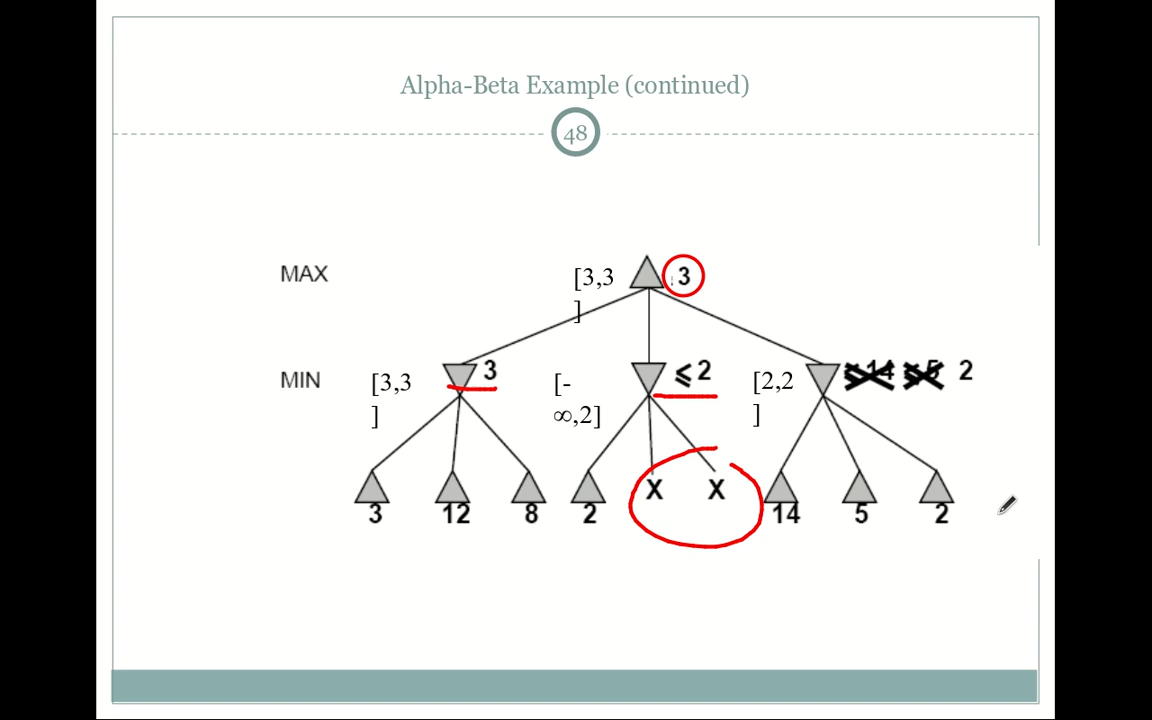 Alpha-Beta Example (continued)
48
MAX
[3,3
]
3
MIN
[3,3
]
3
[-
∞,2]
⩽ 2
[2,2
]
⩽ 14 ⩽ 5 2
3 12 8 2 X X 14 5 2